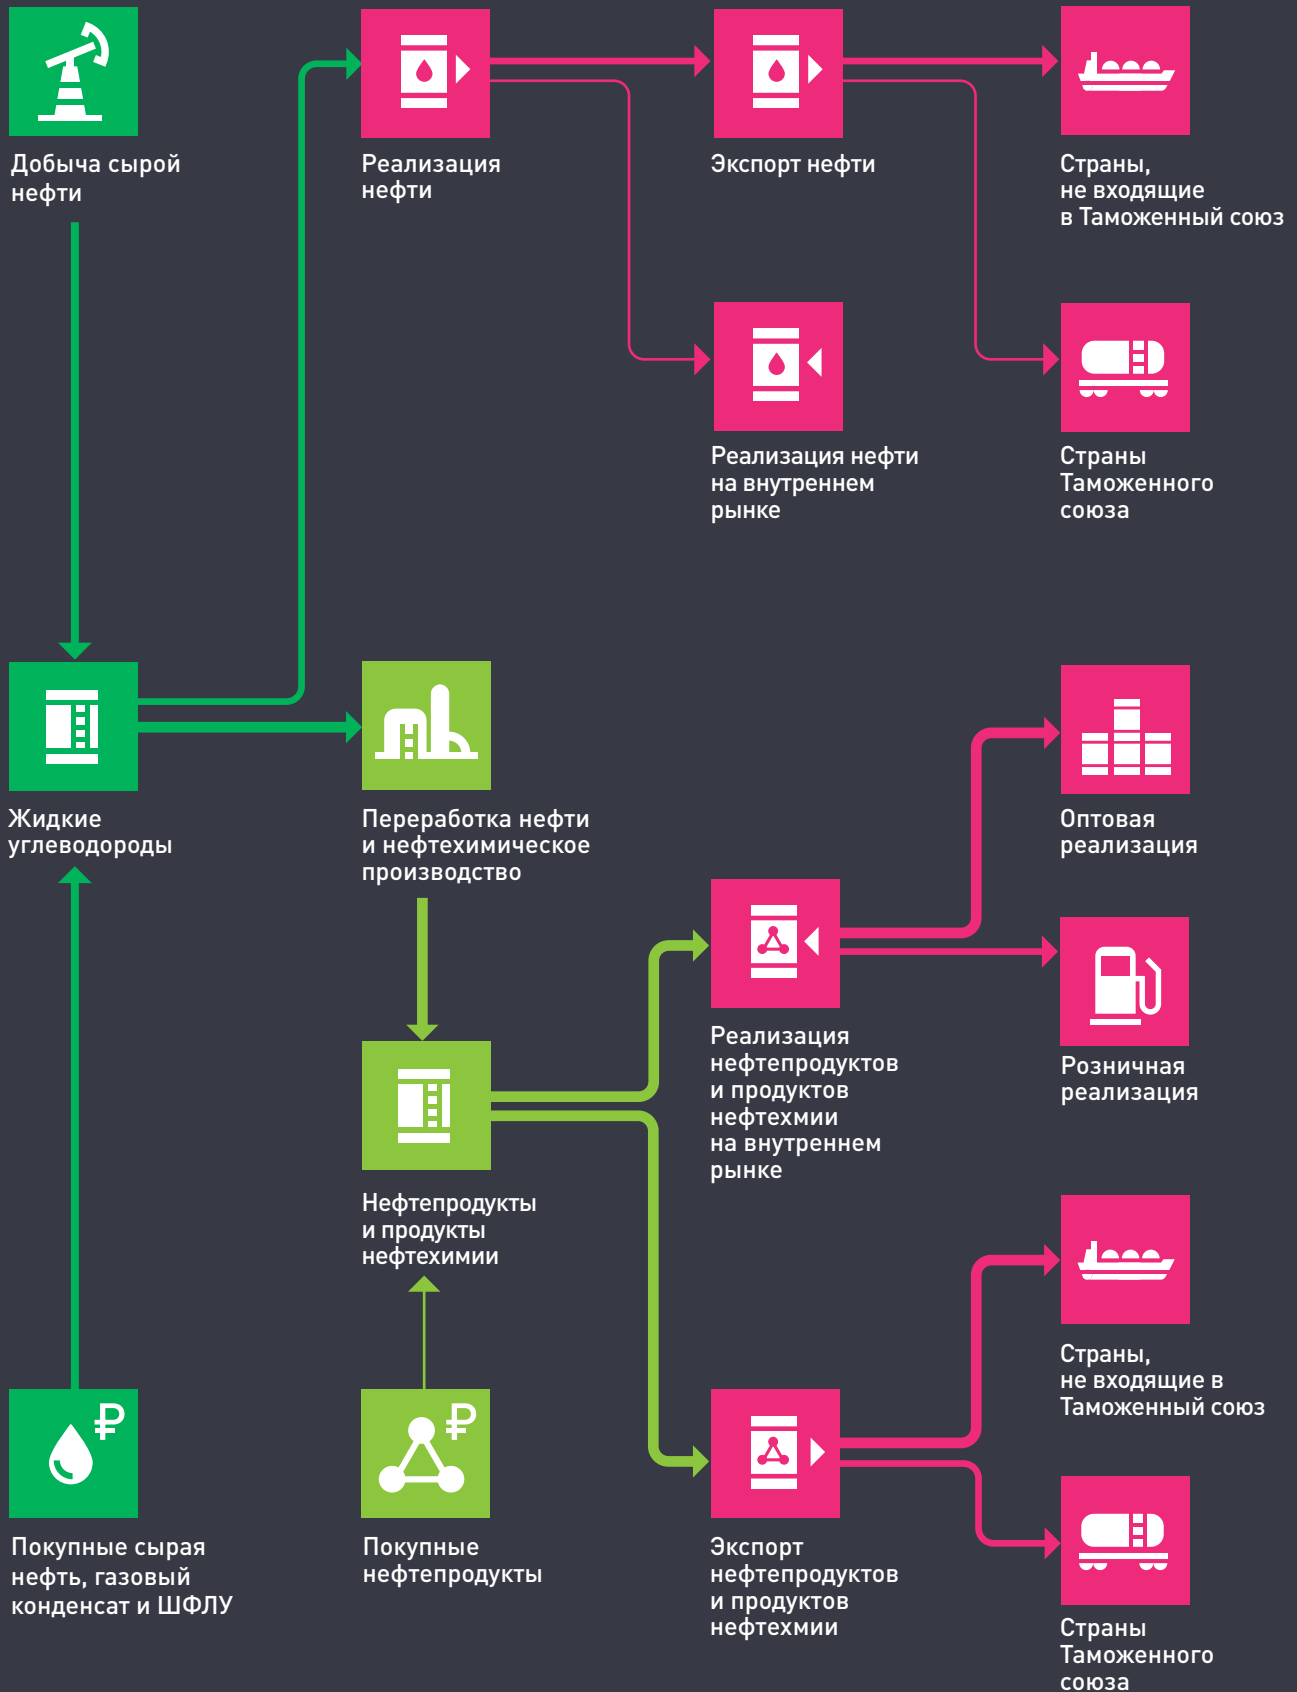 Добыча сырой
нефти
Реализация
нефти
Экспорт нефти
Страны,
не входящие
в Таможенный союз
Реализация нефти
на внутреннем
рынке
Страны
Таможенного
союза
Жидкие
углеводороды
Переработка нефти
и нефтехимическое
производство
Оптовая
реализация
Реализация
нефтепродуктов
и продуктов
нефтехмии
на внутреннем
рынке
Розничная
реализация
Нефтепродукты
и продукты
нефтехимии
Страны,
не входящие в
Таможенный союз
₽
Покупные сырая
нефть, газовый
конденсат и ШФЛУ
₽
Покупные
нефтепродукты
Экспорт
нефтепродуктов
и продуктов
нефтехмии
Страны
Таможенного
союза